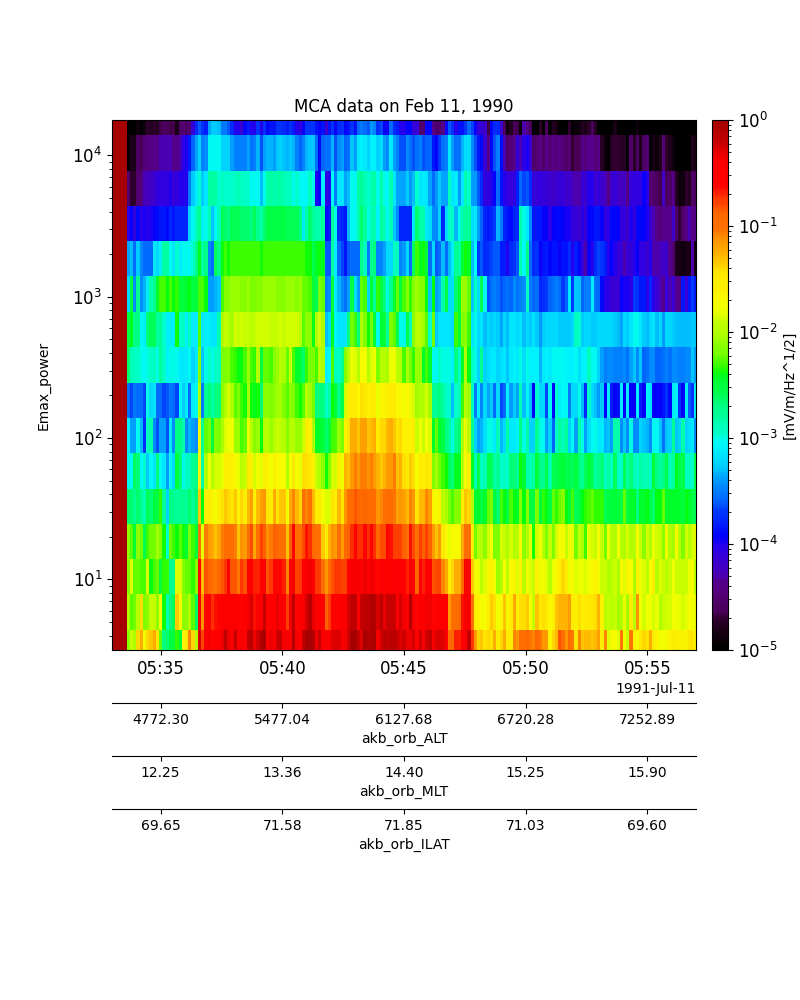 MCA data on Feb 11, 1990
Emax_power
10^4
10^3
10^2
10^1
10^0
10^-1
10^-2
10^-3
10^-4
10^-5
[mV/m/Hz^1/2]
05:35 05:40 05:45 05:50 05:55
1991-Jul-11
4772.30 5477.04 6127.68 6720.28 7252.89
akb_orb_ALT
12.25 13.36 14.40 15.25 15.90
akb_orb_MLT
69.65 71.58 71.85 71.03 69.60
akb_orb_ILAT